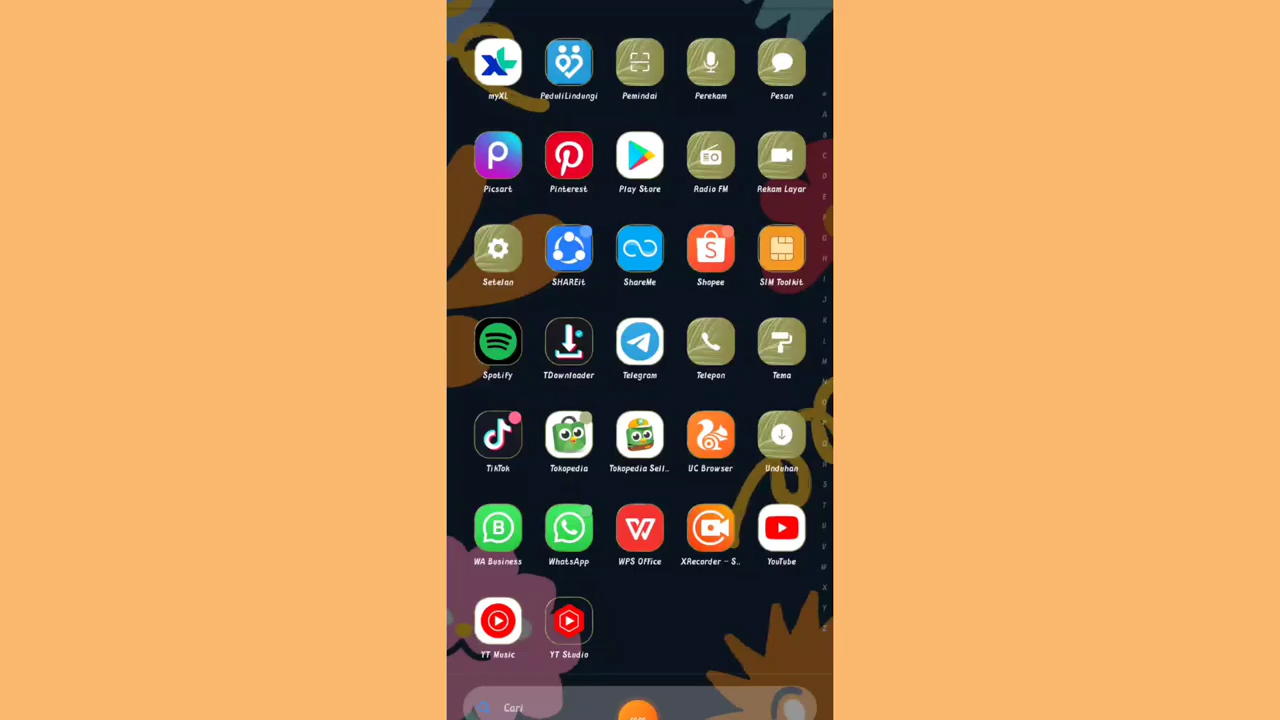 myXL PeduliLindungi Pemindai Perekam Pesan
Picsart Pinterest Play Store Radio FM Rekam Layar
Setelan SHAREit ShareMe Shopee SIM Toolkit
Spotify TDownloader Telegram Telepon Tema
TikTok Tokopedia Tokopedia Sell.. UC Browser Unduhan
WA Business WhatsApp WPS Office XRecorder - S.. YouTube
YT Music YT Studio
Cari